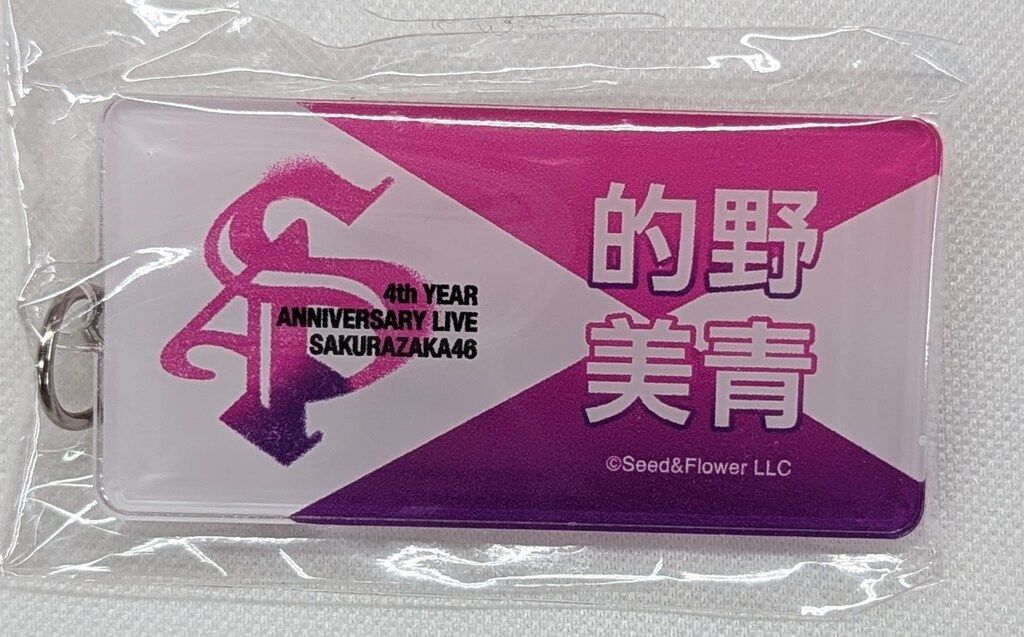 4th YEAR
ANNIVERSARY LIVE
SAKURAZAKA46
的野
美青
©Seed&Flower LLC